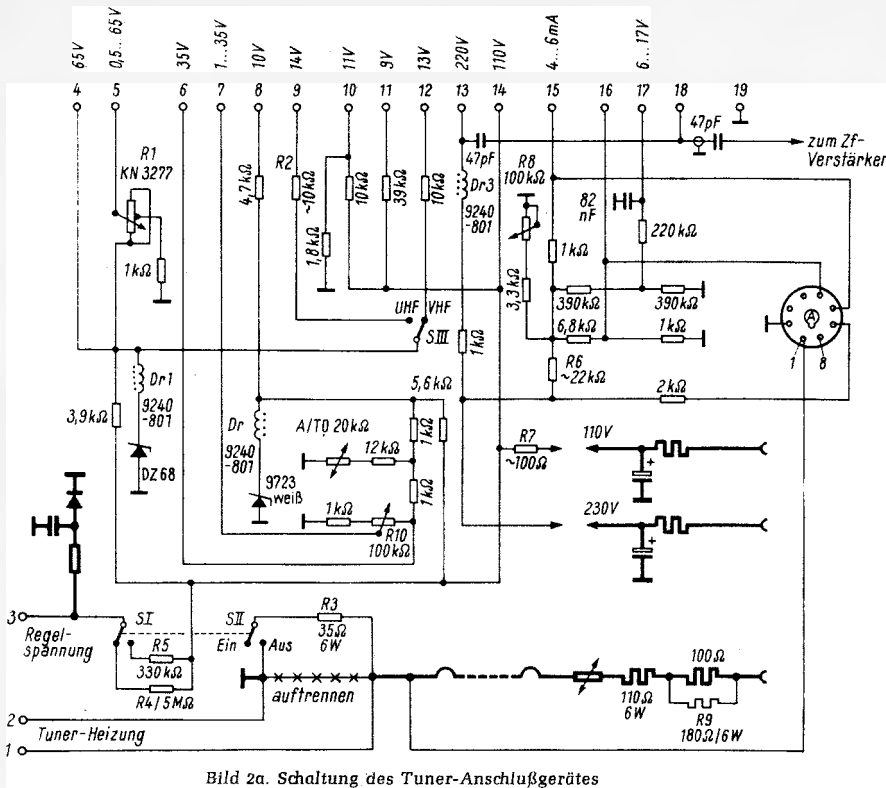 65V
0,5...65V
35V
1...35V
10V
14V
11V
9V
13V
220V
110V
4...6mA
6...17V
4 5 6 7 8 9 10 11 12 13 14 15 16 17 18 19
R1
KN 3277
1kΩ
4,7kΩ
R2
~10kΩ
1,8kΩ
10kΩ
39kΩ
10kΩ
47pF
Dr3
9240
-801
R8
100kΩ
47pF
zum Zf-
Verstärker
82
nF
220kΩ
1kΩ
3,3kΩ
390kΩ
390kΩ
6,8kΩ
1kΩ
UHF
VHF
SIII
1kΩ
R6
~22kΩ
2kΩ
A
1
8
3,9kΩ
Dr1
9240
-801
DZ68
Dr
9240
-801
9723
weiß
5,6kΩ
A/TO 20kΩ
12kΩ
1kΩ
1kΩ
1kΩ
R10
100kΩ
R7
~100Ω
110V
+
230V
+
3
Regel-
spannung
SI
R5
330kΩ
R4/5MΩ
SII
Ein
Aus
R3
35Ω
6W
auftrennen
110Ω
6W
100Ω
R9
180Ω/6W
2
Tuner-Heizung
1
Bild 2a. Schaltung des Tuner-Anschlußgerätes